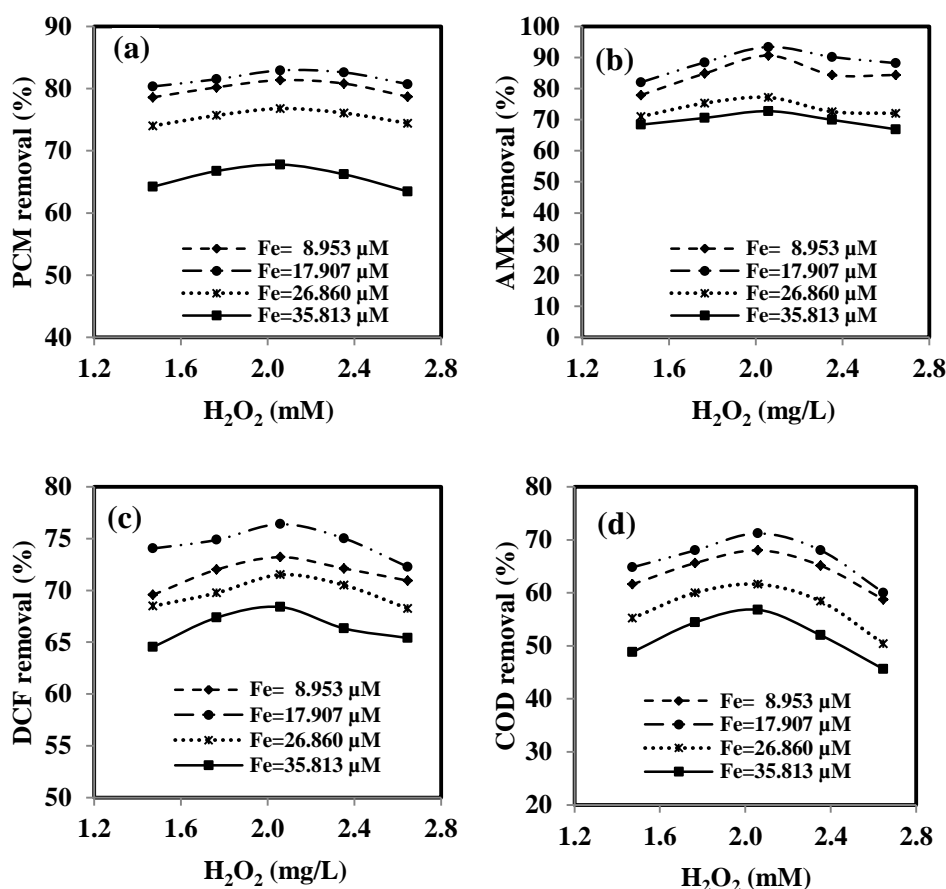 (a)
PCM removal (%)
90
80
70
60
50
40
Fe= 8.953 µM
Fe=17.907 µM
Fe=26.860 µM
Fe=35.813 µM
1.2 1.6 2.0 2.4 2.8
H₂O₂ (mM)
(b)
AMX removal (%)
100
90
80
70
60
50
40
30
20
10
0
Fe= 8.953 µM
Fe=17.907 µM
Fe=26.860 µM
Fe=35.813 µM
1.2 1.6 2.0 2.4 2.8
H₂O₂ (mg/L)
(c)
DCF removal (%)
80
75
70
65
60
55
50
Fe= 8.953 µM
Fe=17.907 µM
Fe=26.860 µM
Fe=35.813 µM
1.2 1.6 2.0 2.4 2.8
H₂O₂ (mg/L)
(d)
COD removal (%)
80
70
60
50
40
30
20
Fe= 8.953 µM
Fe=17.907 µM
Fe=26.860 µM
Fe=35.813 µM
1.2 1.6 2.0 2.4 2.8
H₂O₂ (mM)